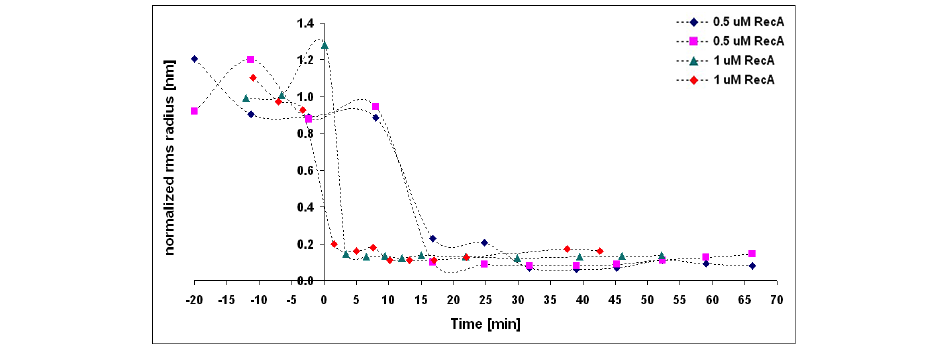 1.4
0.5 uM RecA
0.5 uM RecA
1 uM RecA
1 uM RecA
1.2
1.0
0.8
0.6
0.4
0.2
0.0
normalized rms radius [nm]
-20 -15 -10 -5 0 5 10 15 20 25 30 35 40 45 50 55 60 65 70
Time [min]